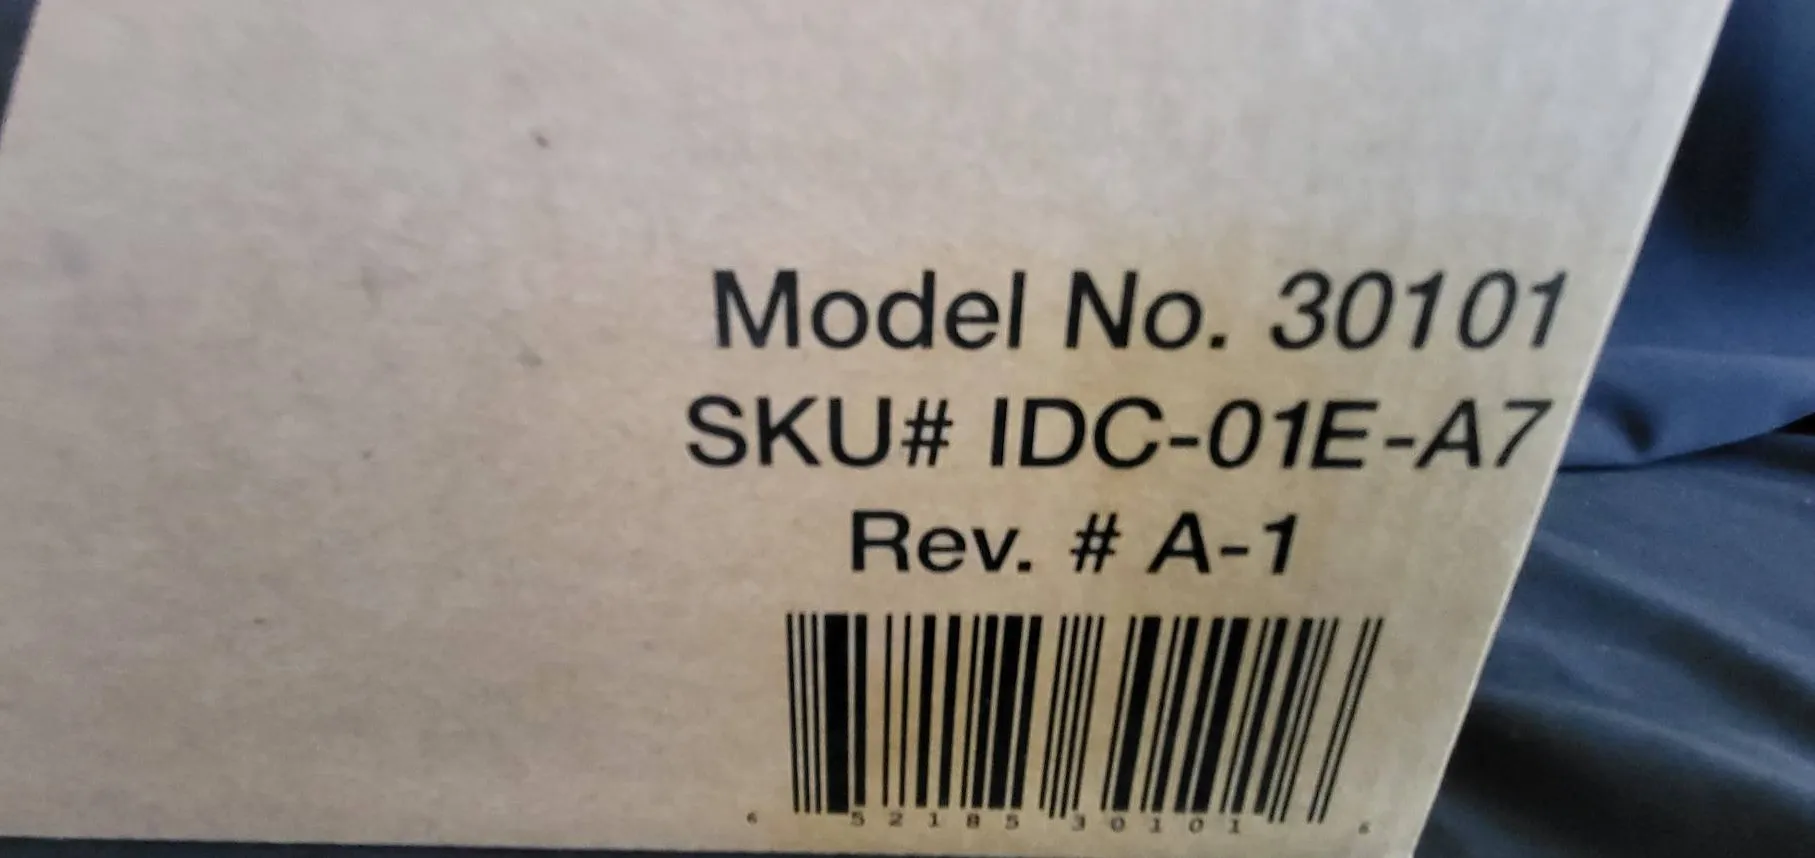 Model No. 30101
SKU# IDC-01E-A7
Rev. # A-1
6 52185 30101 6